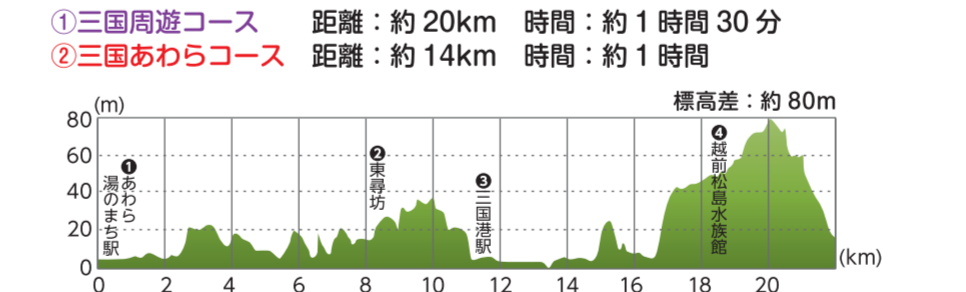 ①三国周遊コース 距離：約20km 時間：約1時間30分
②三国あわらコース 距離：約14km 時間：約1時間
標高差：約80m
(m)
80
60
40
20
0
❶あわら
湯のまち駅
❷東尋坊
❸三国港駅
❹越前松島水族館
0 2 4 6 8 10 12 14 16 18 20
(km)